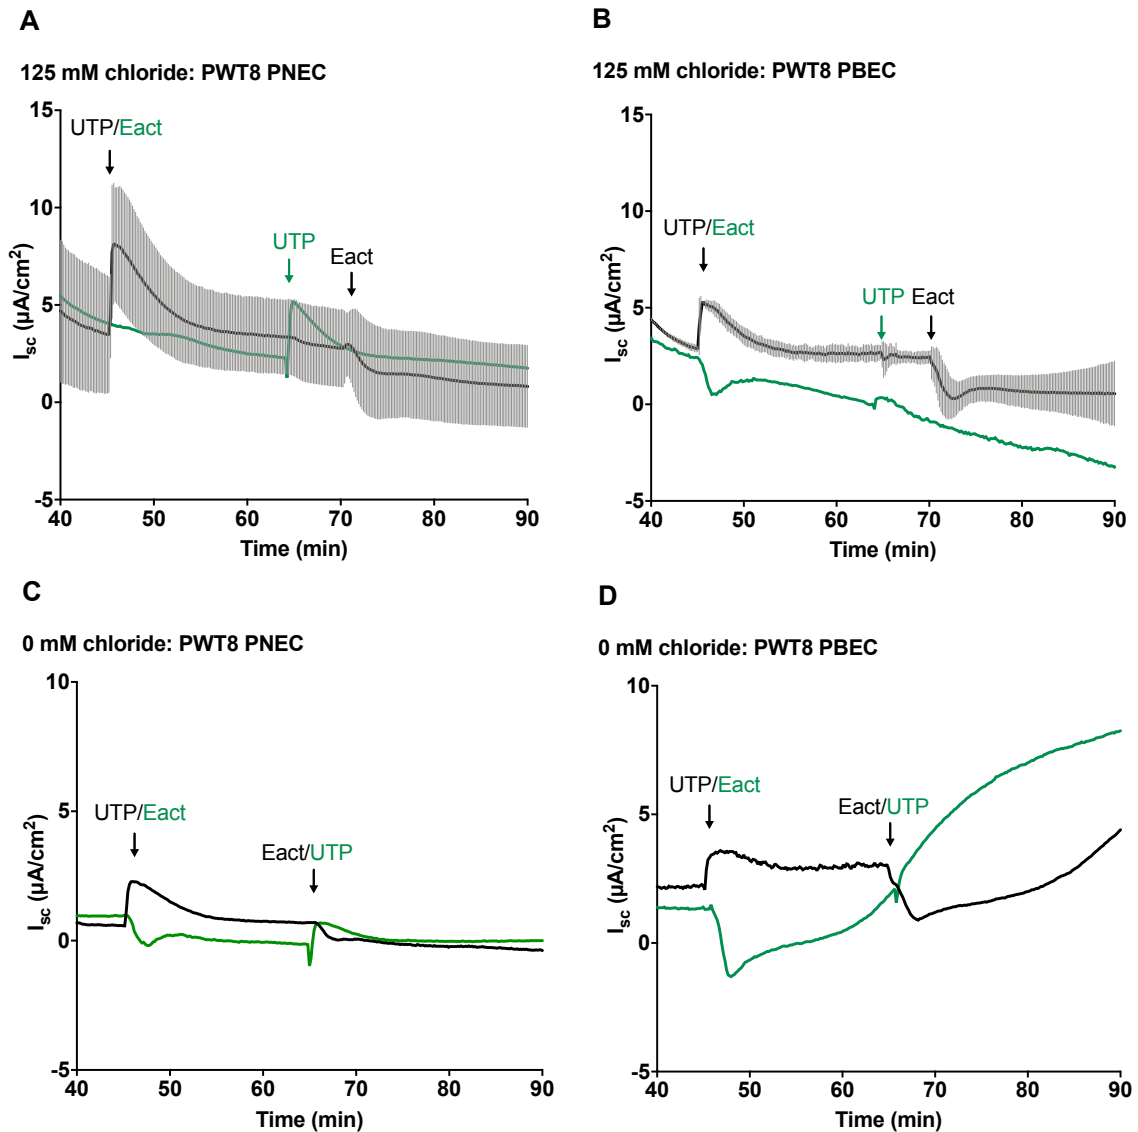 A
125 mM chloride: PWT8 PNEC
15
10
5
0
-5
Isc (µA/cm2)
UTP/Eact
UTP
Eact
40
50
60
70
80
90
Time (min)
B
125 mM chloride: PWT8 PBEC
15
10
5
0
-5
Isc (µA/cm2)
UTP/Eact
UTP
Eact
40
50
60
70
80
90
Time (min)
C
0 mM chloride: PWT8 PNEC
10
5
0
-5
Isc (µA/cm2)
UTP/Eact
Eact/UTP
40
50
60
70
80
90
Time (min)
D
0 mM chloride: PWT8 PBEC
10
5
0
-5
Isc (µA/cm2)
UTP/Eact
Eact/UTP
40
50
60
70
80
90
Time (min)